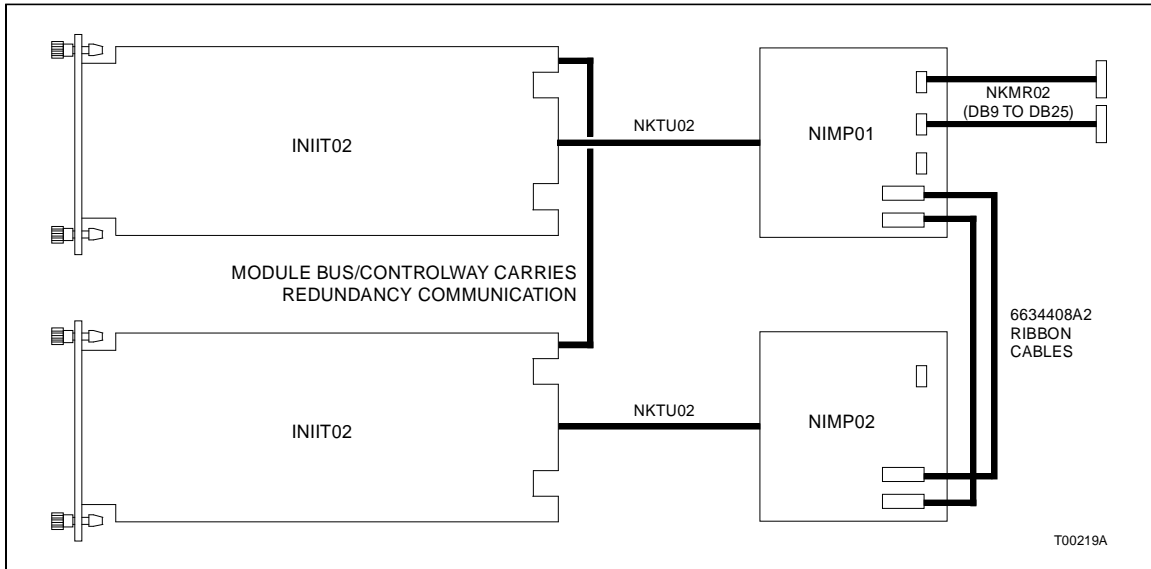 INIIT02
NKTU02
NIMP01
NKMR02
(DB9 TO DB25)
MODULE BUS/CONTROLWAY CARRIES
REDUNDANCY COMMUNICATION
6634408A2
RIBBON
CABLES
INIIT02
NKTU02
NIMP02
T00219A